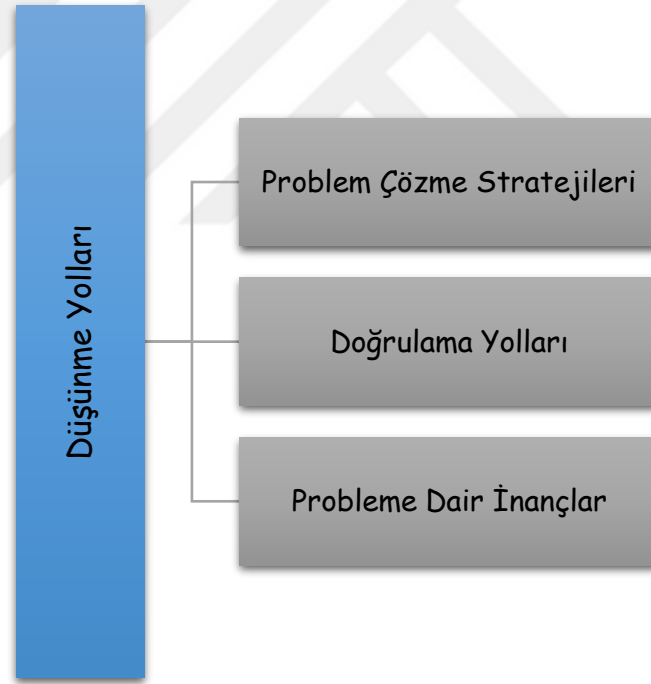 Düşünme Yolları
Problem Çözme Stratejileri
Doğrulama Yolları
Probleme Dair İnançlar